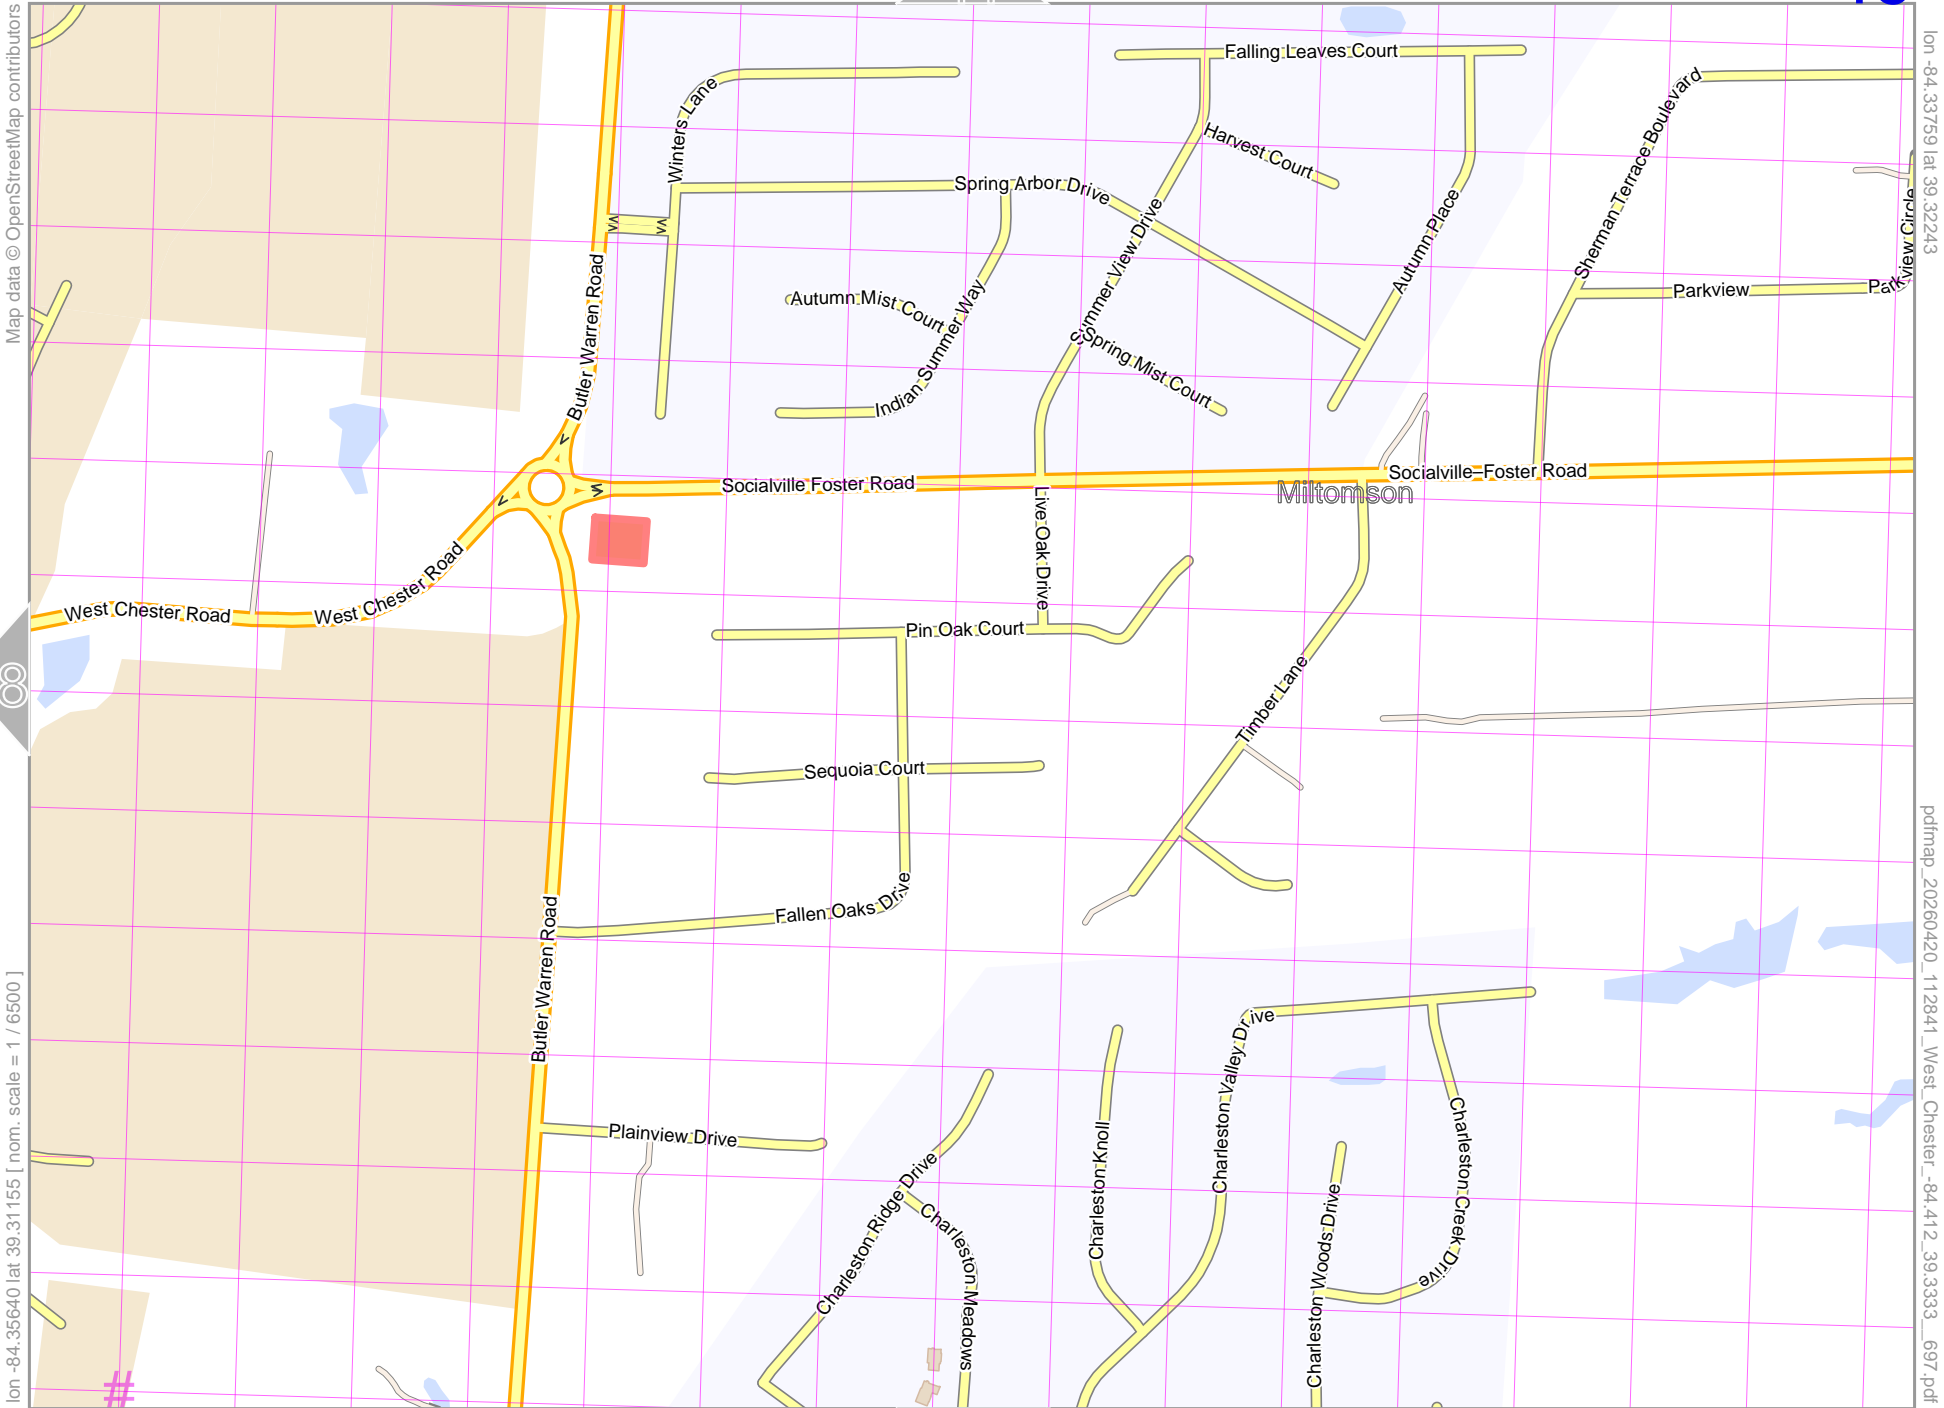 Map data © OpenStreetMap contributors
lon -84.33759 lat 39.32243
Falling Leaves Court
Winters Lane
Sherman Terrace Boulevard
Harvest Court
Spring Arbor Drive
Summer View Drive
Autumn Place
Parkview Circle
Parkview
Butler Warren Road
Autumn Mist Court
Indian Summer Way
Spring Mist Court
Socialville Foster Road
Socialville–Foster Road
Miltomson
Live Oak Drive
West Chester Road
West Chester Road
Pin Oak Court
Timber Lane
8
Sequoia Court
Fallen Oaks Drive
Butler Warren Road
Charleston Valley Drive
Plainview Drive
Charleston Knoll
Charleston Creek Drive
Charleston Ridge Drive
Charleston Meadows
Charleston Woods Drive
#
lon -84.35640 lat 39.31155 [ nom. scale = 1 / 6500 ]
pdfmap_20260420_112841_West_Chester_-84.412_39.3333__697.pdf